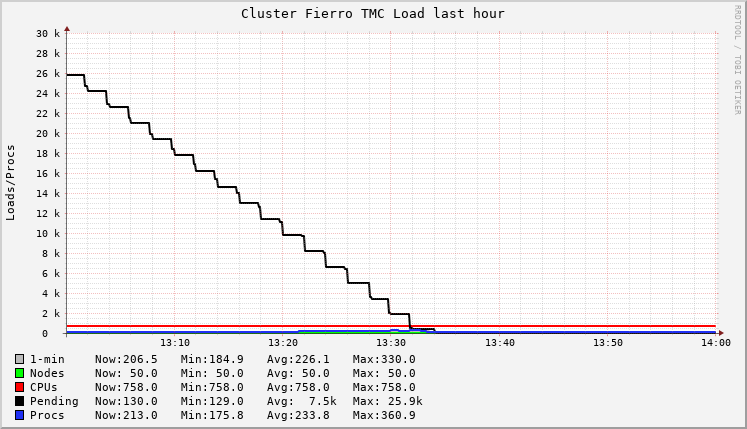 Cluster Fierro TMC Load last hour
RRDTOOL / TOBI OETIKER
Loads/Procs
30 k
28 k
26 k
24 k
22 k
20 k
18 k
16 k
14 k
12 k
10 k
8 k
6 k
4 k
2 k
0
13:10 13:20 13:30 13:40 13:50 14:00
1-min Now:206.5 Min:184.9 Avg:226.1 Max:330.0
Nodes Now: 50.0 Min: 50.0 Avg: 50.0 Max: 50.0
CPUs Now:758.0 Min:758.0 Avg:758.0 Max:758.0
Pending Now:130.0 Min:129.0 Avg: 7.5k Max: 25.9k
Procs Now:213.0 Min:175.8 Avg:233.8 Max:360.9